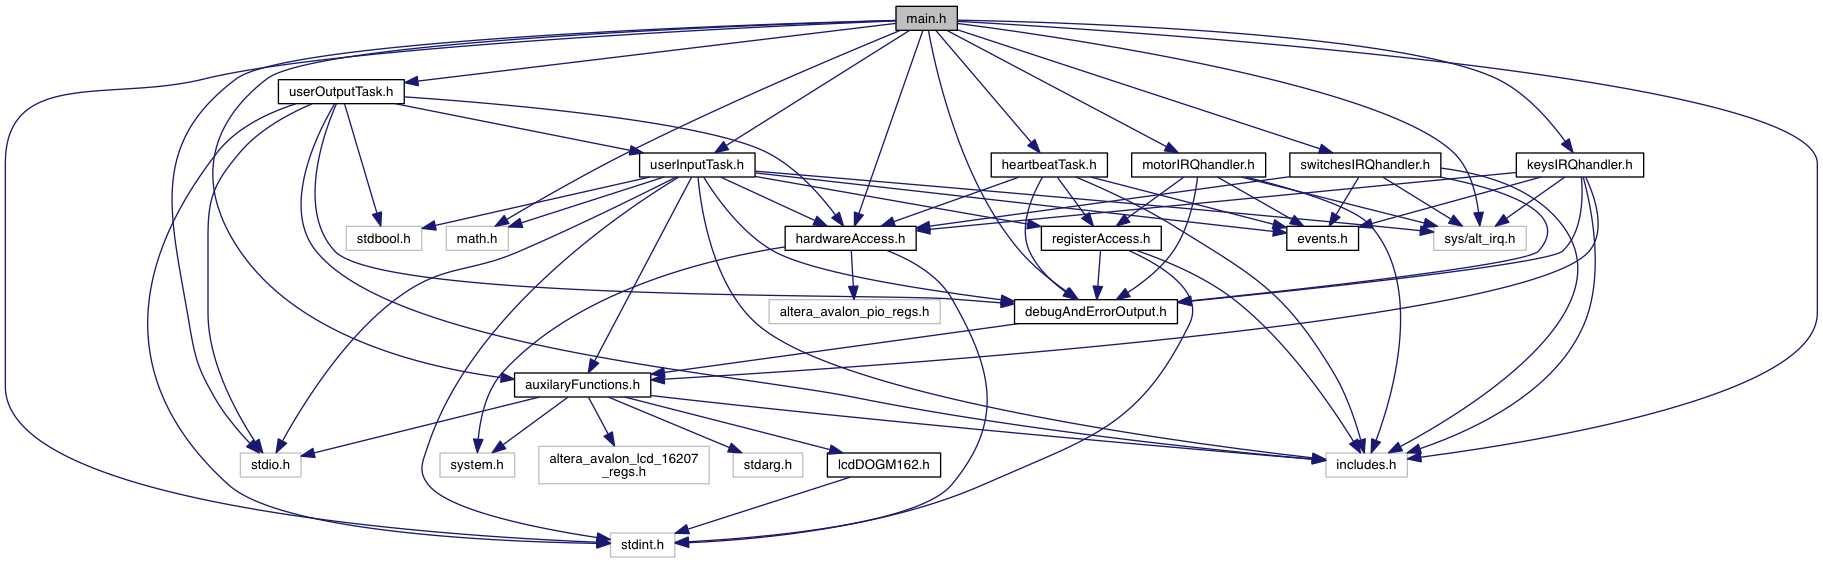 main.h
userOutputTask.h
userInputTask.h
heartbeatTask.h
motorIRQhandler.h
switchesIRQhandler.h
keysIRQhandler.h
stdbool.h
math.h
hardwareAccess.h
registerAccess.h
events.h
sys/alt_irq.h
altera_avalon_pio_regs.h
debugAndErrorOutput.h
auxilaryFunctions.h
stdio.h
system.h
altera_avalon_lcd_16207
_regs.h
stdarg.h
lcdDOGM162.h
includes.h
stdint.h